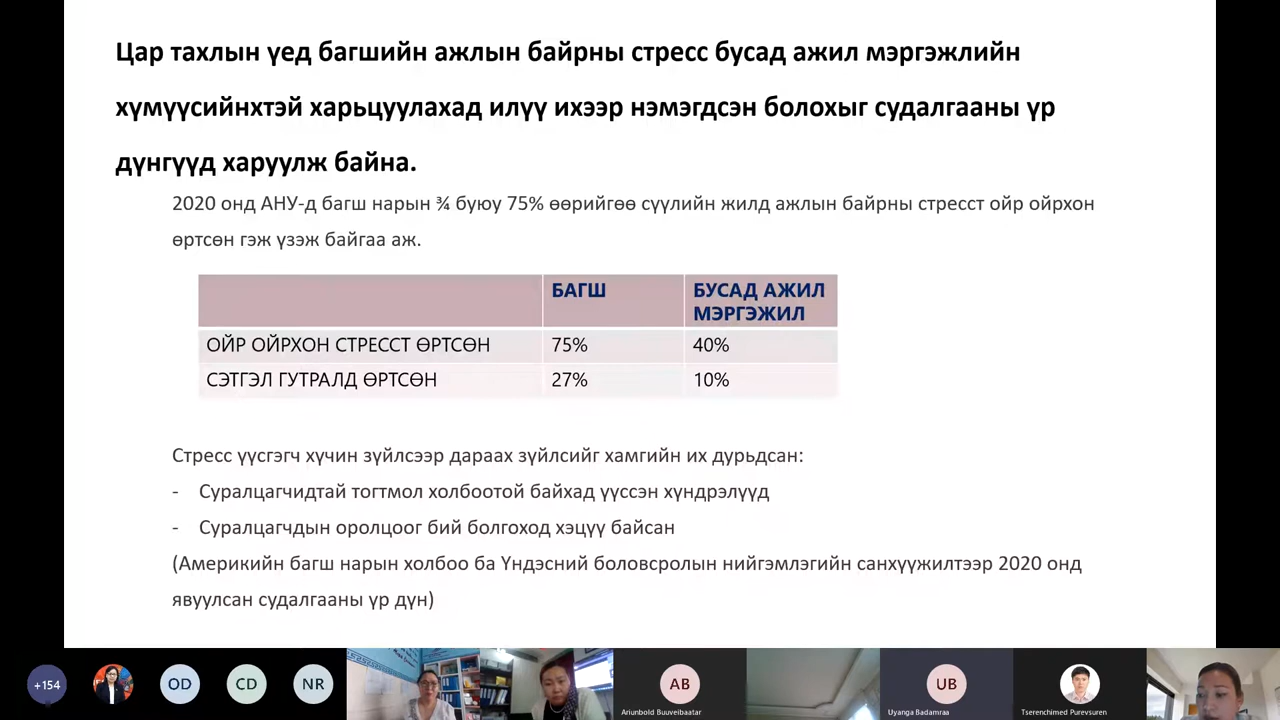 Цар тахлын үед багшийн ажлын байрны стресс бусад ажил мэргэжлийн
хүмүүсийнхтэй харьцуулахад илүү ихээр нэмэгдсэн болохыг судалгааны үр
дүнгүүд харуулж байна.
2020 онд АНУ-д багш нарын ¾ буюу 75% өөрийгөө сүүлийн жилд ажлын байрны стресст ойр ойрхон
өртсөн гэж үзэж байгаа аж.
БАГШ
БУСАД АЖИЛ
МЭРГЭЖИЛ
ОЙР ОЙРХОН СТРЕССТ ӨРТСӨН 75% 40%
СЭТГЭЛ ГУТРАЛД ӨРТСӨН 27% 10%
Стресс үүсгэгч хүчин зүйлсээр дараах зүйлсийг хамгийн их дурьдсан:
- Суралцагчидтай тогтмол холбоотой байхад үүссэн хүндрэлүүд
- Суралцагчдын оролцоог бий болгоход хэцүү байсан
(Америкийн багш нарын холбоо ба Үндэсний боловсролын нийгэмлэгийн санхүүжилтээр 2020 онд
явуулсан судалгааны үр дүн)
+154 OD CD NR AB UB
Ariunbold Buuveibaatar Uyanga Badamraa Tserenchimed Purevsuren